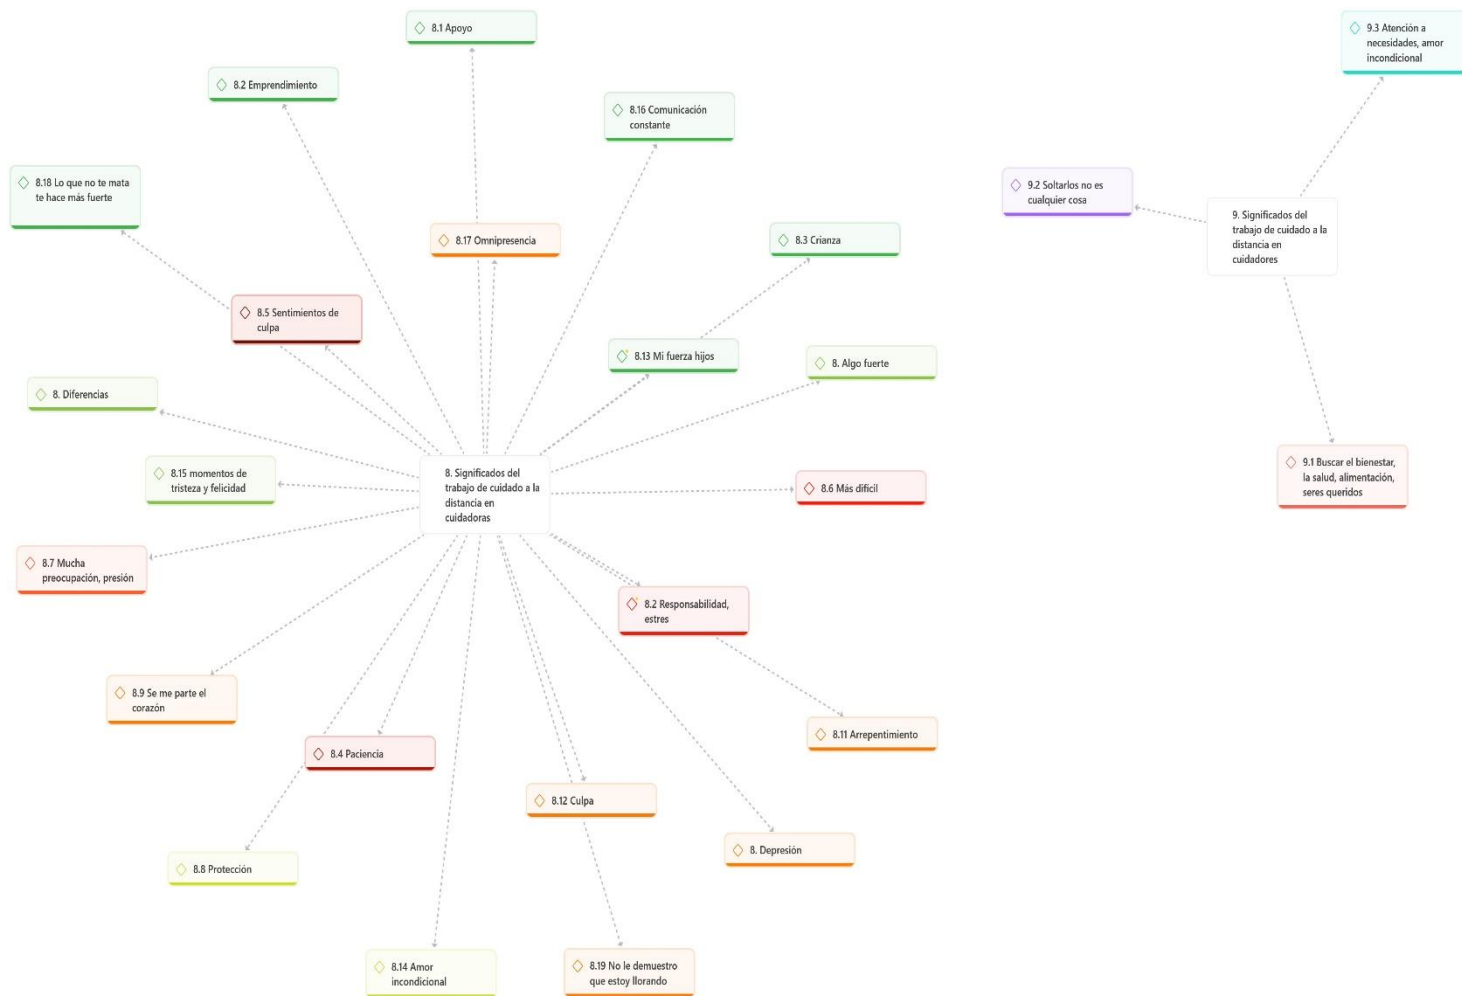 8.1 Apoyo
9.3 Atención a
necesidades, amor
incondicional
8.2 Emprendimiento
8.16 Comunicación
constante
8.18 Lo que no te mata
te hace más fuerte
9.2 Soltarlos no es
cualquier cosa
9. Significados del
trabajo de cuidado a la
distancia en
cuidadores
8.17 Omnipresencia
8.3 Crianza
8.5 Sentimientos de
culpa
8.13 Mi fuerza hijos
8. Algo fuerte
8. Diferencias
8.15 momentos de
tristeza y felicidad
8. Significados del
trabajo de cuidado a la
distancia en
cuidadoras
8.6 Más difícil
9.1 Buscar el bienestar,
la salud, alimentación,
seres queridos
8.7 Mucha
preocupación, presión
8.2 Responsabilidad,
estres
8.9 Se me parte el
corazón
8.4 Paciencia
8.11 Arrepentimiento
8.12 Culpa
8. Depresión
8.8 Protección
8.14 Amor
incondicional
8.19 No le demuestro
que estoy llorando